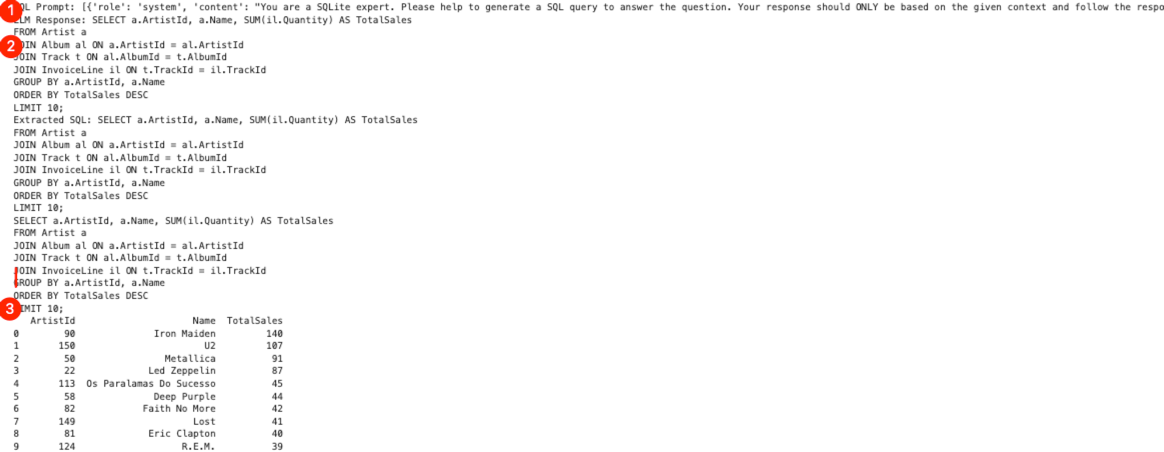 1 SQL Prompt: [{'role': 'system', 'content': "You are a SQLite expert. Please help to generate a SQL query to answer the question. Your response should ONLY be based on the given context and follow the respo
LLM Response: SELECT a.ArtistId, a.Name, SUM(il.Quantity) AS TotalSales
FROM Artist a
2 JOIN Album al ON a.ArtistId = al.ArtistId
JOIN Track t ON al.AlbumId = t.AlbumId
JOIN InvoiceLine il ON t.TrackId = il.TrackId
GROUP BY a.ArtistId, a.Name
ORDER BY TotalSales DESC
LIMIT 10;
Extracted SQL: SELECT a.ArtistId, a.Name, SUM(il.Quantity) AS TotalSales
FROM Artist a
JOIN Album al ON a.ArtistId = al.ArtistId
JOIN Track t ON al.AlbumId = t.AlbumId
JOIN InvoiceLine il ON t.TrackId = il.TrackId
GROUP BY a.ArtistId, a.Name
ORDER BY TotalSales DESC
LIMIT 10;
SELECT a.ArtistId, a.Name, SUM(il.Quantity) AS TotalSales
FROM Artist a
JOIN Album al ON a.ArtistId = al.ArtistId
JOIN Track t ON al.AlbumId = t.AlbumId
JOIN InvoiceLine il ON t.TrackId = il.TrackId
GROUP BY a.ArtistId, a.Name
ORDER BY TotalSales DESC
3 LIMIT 10;
ArtistId Name TotalSales
0 90 Iron Maiden 140
1 150 U2 107
2 50 Metallica 91
3 22 Led Zeppelin 87
4 113 Os Paralamas Do Sucesso 45
5 58 Deep Purple 44
6 82 Faith No More 42
7 149 Lost 41
8 81 Eric Clapton 40
9 124 R.E.M. 39